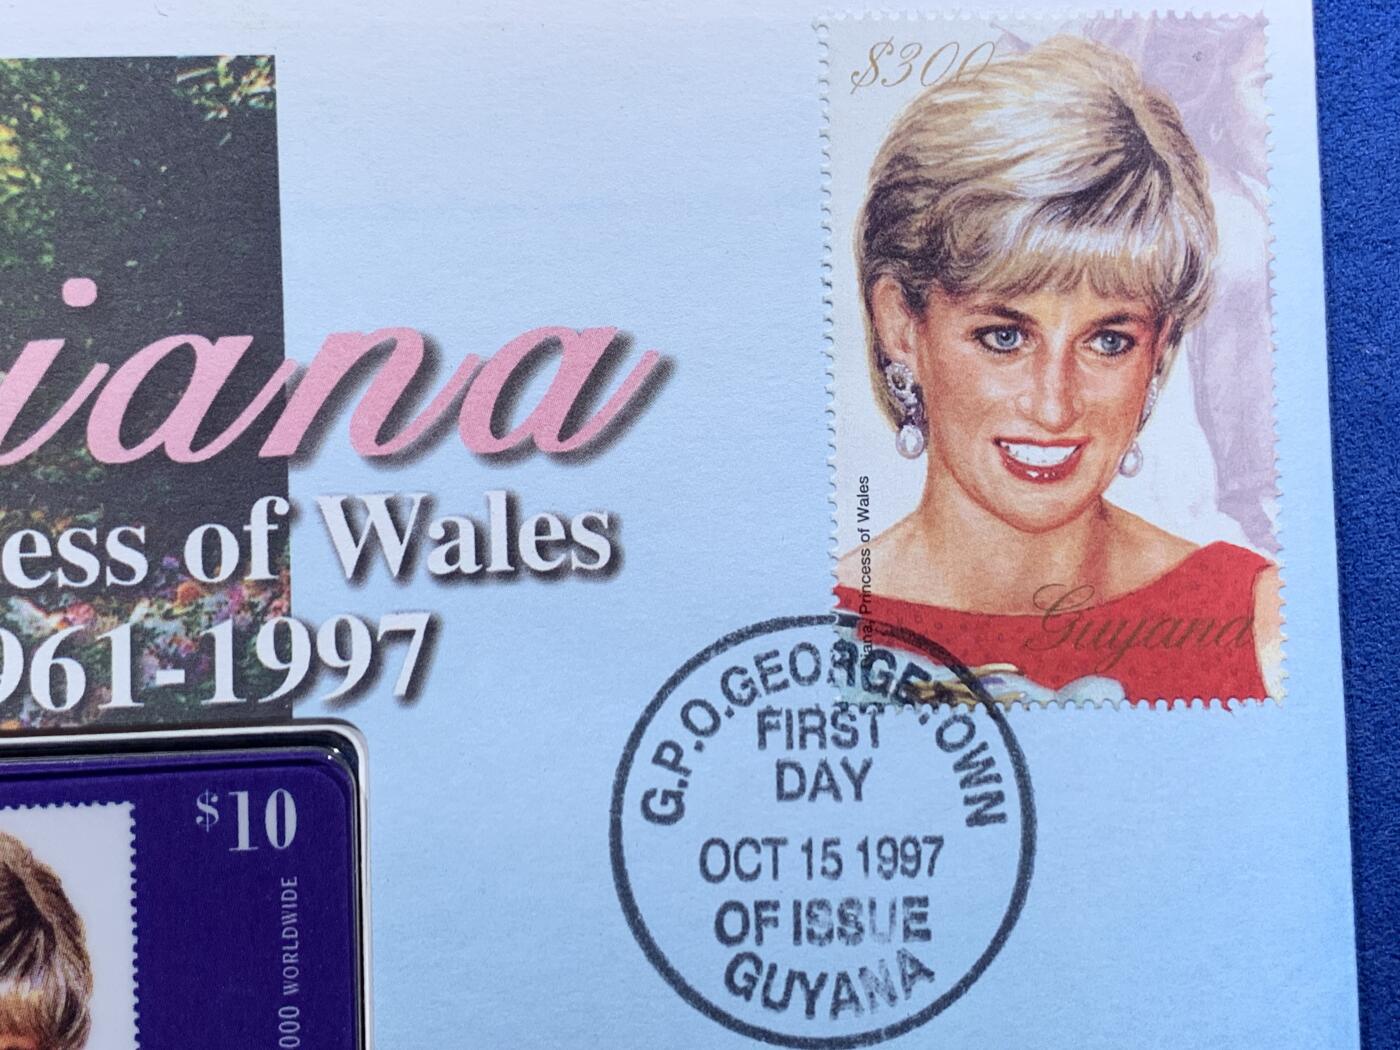 $300
iana
ess of Wales
961-1997
Diana, Princess of Wales
Guyana
G.P.O. GEORGETOWN
FIRST
DAY
OCT 15 1997
OF ISSUE
GUYANA
$10
000 WORLDWIDE